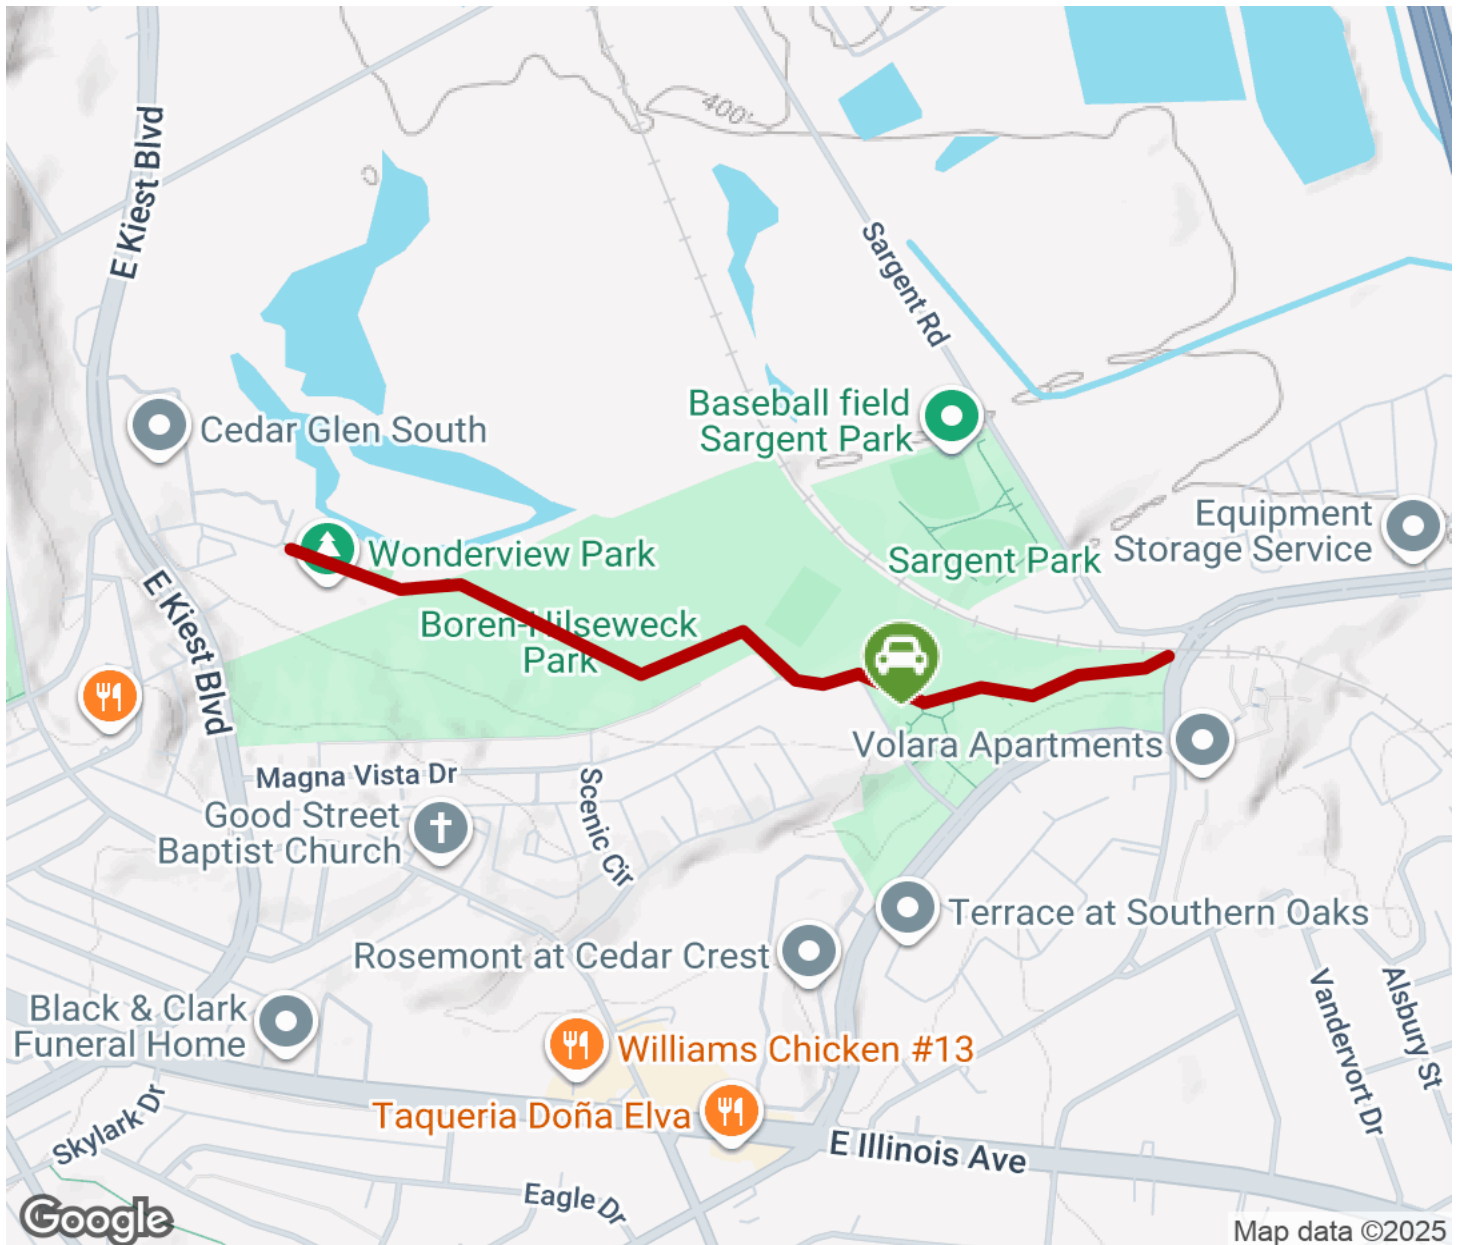 E Kiest Blvd
400'
Sargent Rd
Baseball field
Sargent Park
Cedar Glen South
Equipment
Storage Service
Wonderview Park
Sargent Park
E Kiest Blvd
Boren-Hilseweck
Park
Volara Apartments
Magna Vista Dr
Scenic Cir
Good Street
Baptist Church
Terrace at Southern Oaks
Rosemont at Cedar Crest
Black & Clark
Funeral Home
Vandervort Dr
Alsbury St
Williams Chicken #13
Taqueria Doña Elva
Skylark Dr
E Illinois Ave
Eagle Dr
Google
Map data ©2025